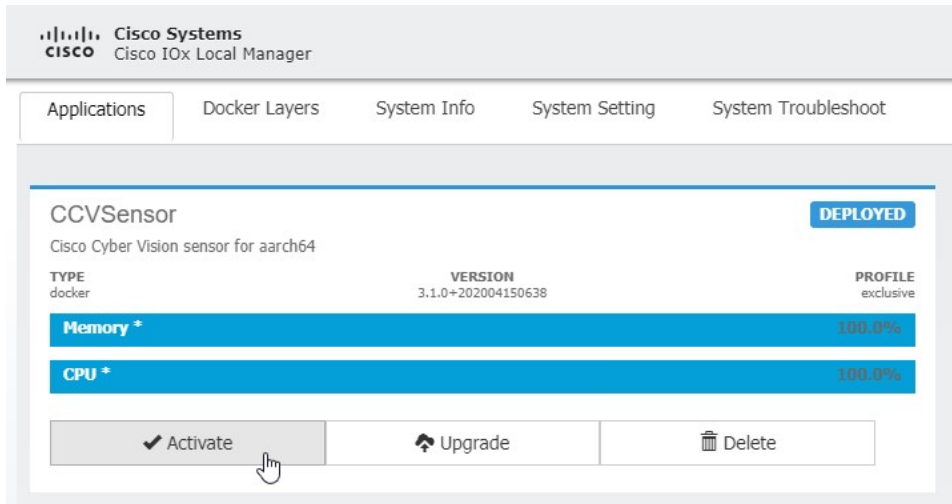 Cisco Systems
CISCO Cisco IOx Local Manager
Applications Docker Layers System Info System Setting System Troubleshoot
CCVSensor DEPLOYED
Cisco Cyber Vision sensor for aarch64
TYPE VERSION PROFILE
docker 3.1.0+202004150638 exclusive
Memory * 100.0%
CPU * 100.0%
Activate Upgrade Delete